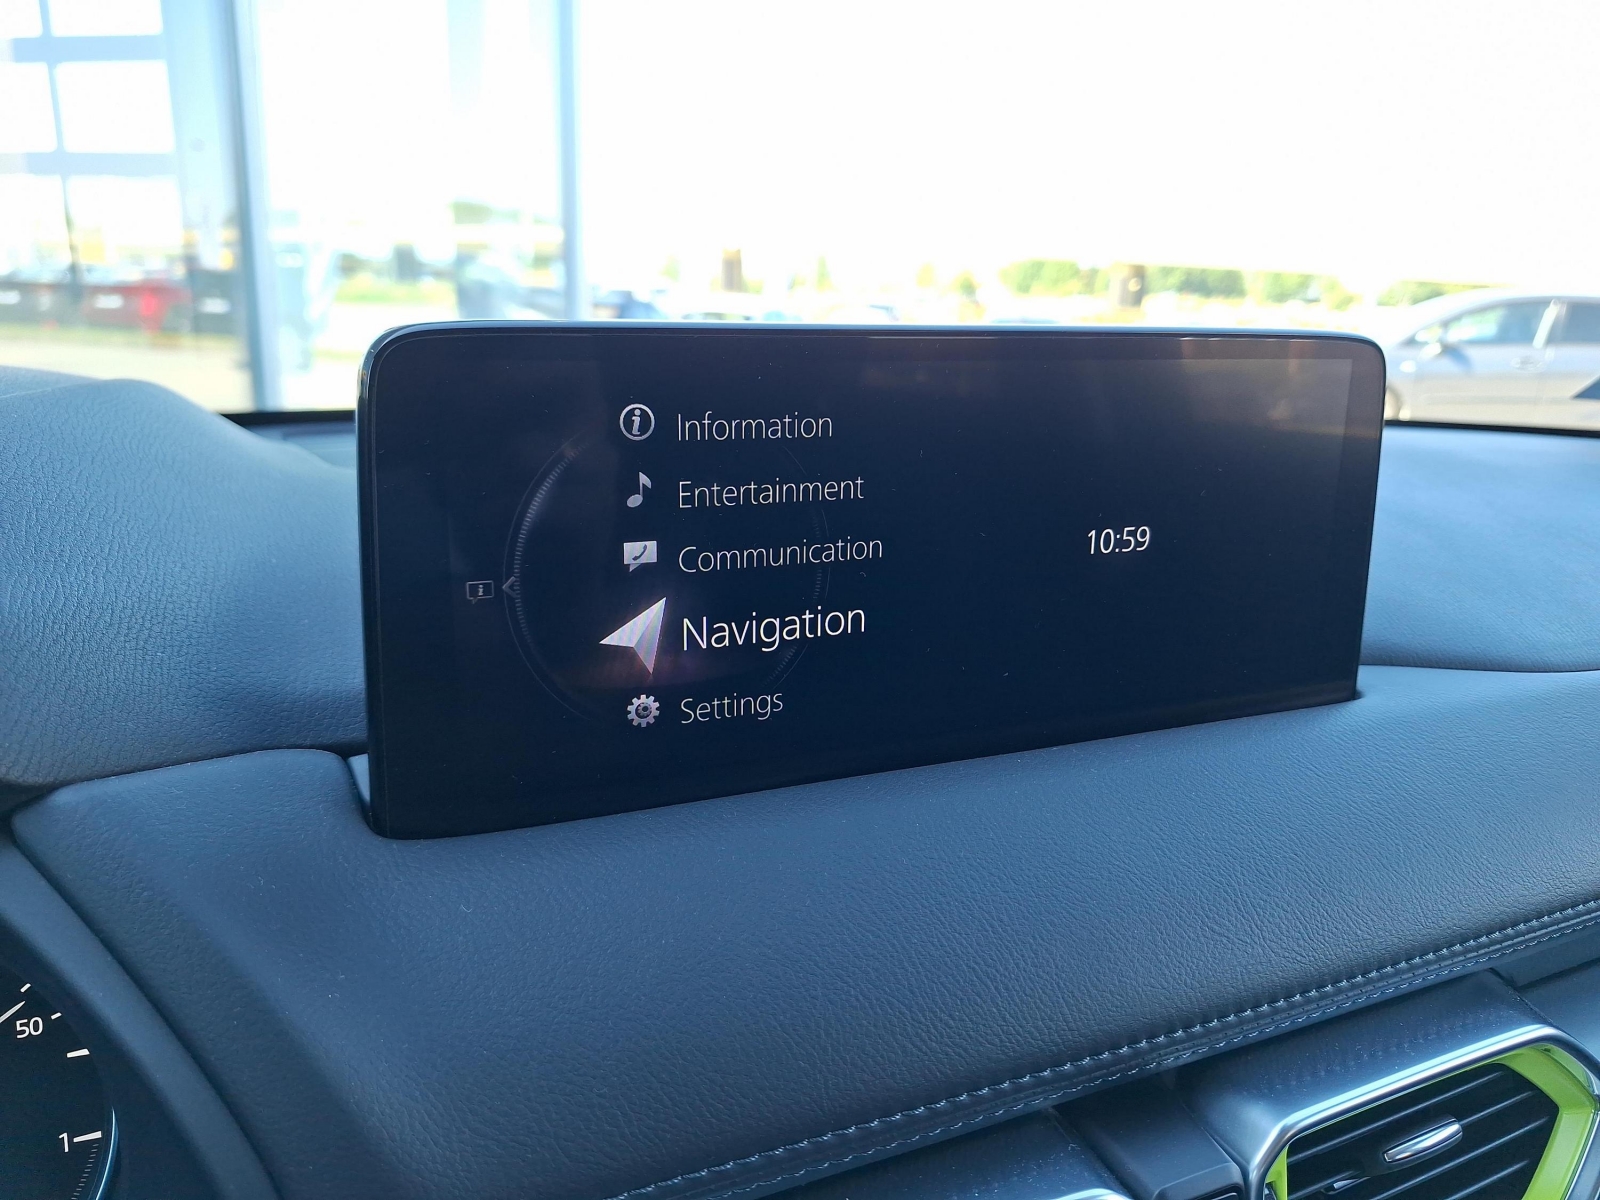 Information
Entertainment
Communication
10:59
Navigation
Settings
50
1